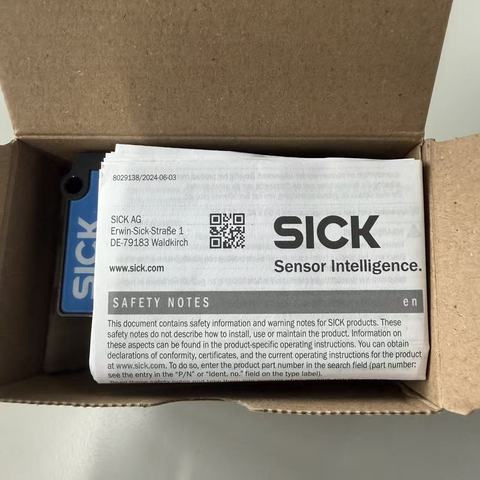 8029138/2024-06-03
SICK AG
Erwin-Sick-Straße 1
DE-79183 Waldkirch
www.sick.com
SICK
Sensor Intelligence.
SAFETY NOTES en
This document contains safety information and warning notes for SICK products. These
safety notes do not describe how to install, use or maintain the product. Information on
these aspects can be found in the product-specific operating instructions. You can obtain
declarations of conformity, certificates, and the current operating instructions for the product
at www.sick.com. To do so, enter the product part number in the search field (part number:
see the entry in the "P/N" or "Ident. no." field on the type label).
SICK